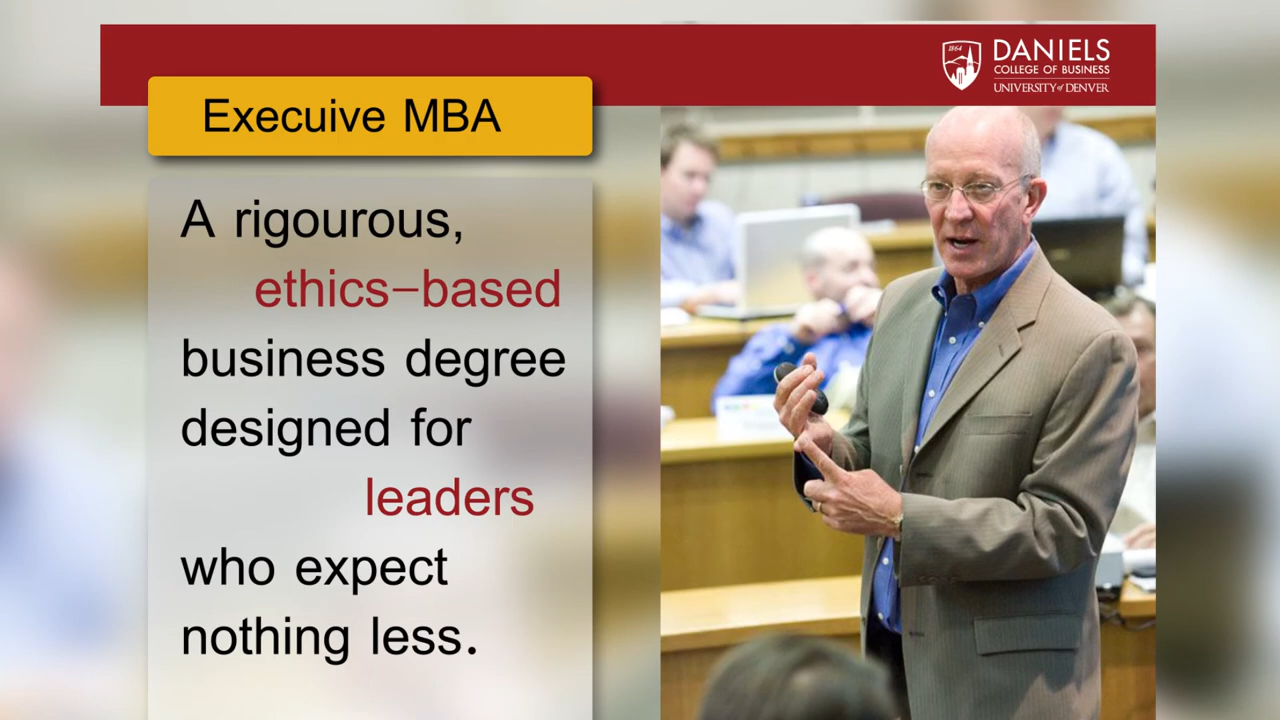 1864
DANIELS
COLLEGE OF BUSINESS
UNIVERSITY of DENVER
Execuive MBA
A rigourous,
ethics-based
business degree
designed for
leaders
who expect
nothing less.